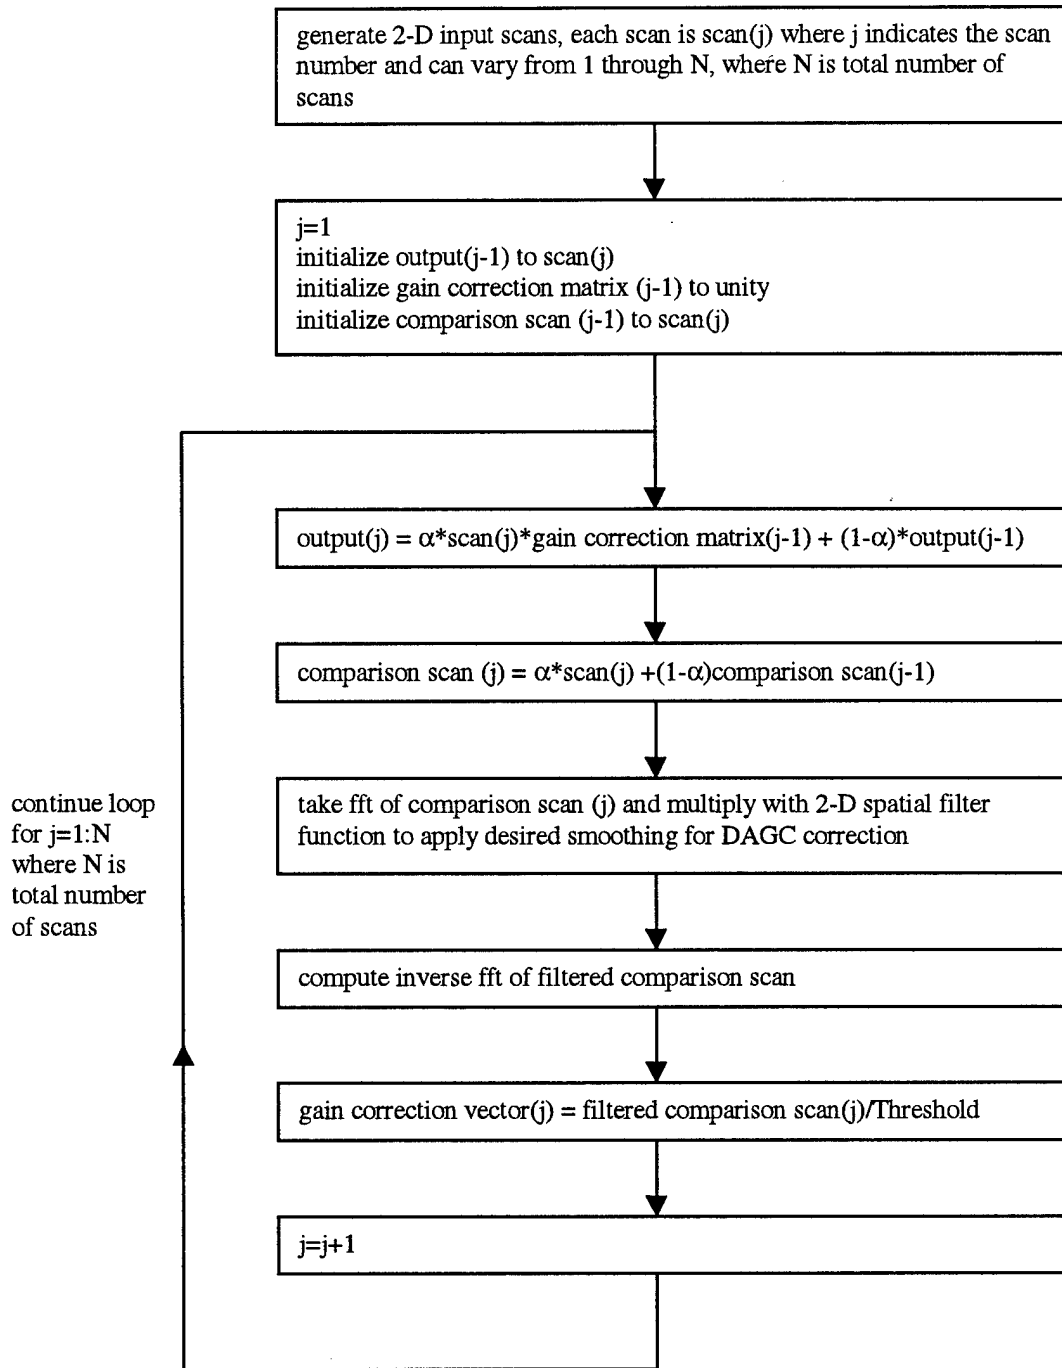 generate 2-D input scans, each scan is scan(j) where j indicates the scan
number and can vary from 1 through N, where N is total number of
scans
j=1
initialize output(j-1) to scan(j)
initialize gain correction matrix (j-1) to unity
initialize comparison scan (j-1) to scan(j)
output(j) = α*scan(j)*gain correction matrix(j-1) + (1-α)*output(j-1)
comparison scan (j) = α*scan(j) +(1-α)comparison scan(j-1)
take fft of comparison scan (j) and multiply with 2-D spatial filter
function to apply desired smoothing for DAGC correction
continue loop
for j=1:N
where N is
total number
of scans
compute inverse fft of filtered comparison scan
gain correction vector(j) = filtered comparison scan(j)/Threshold
j=j+1